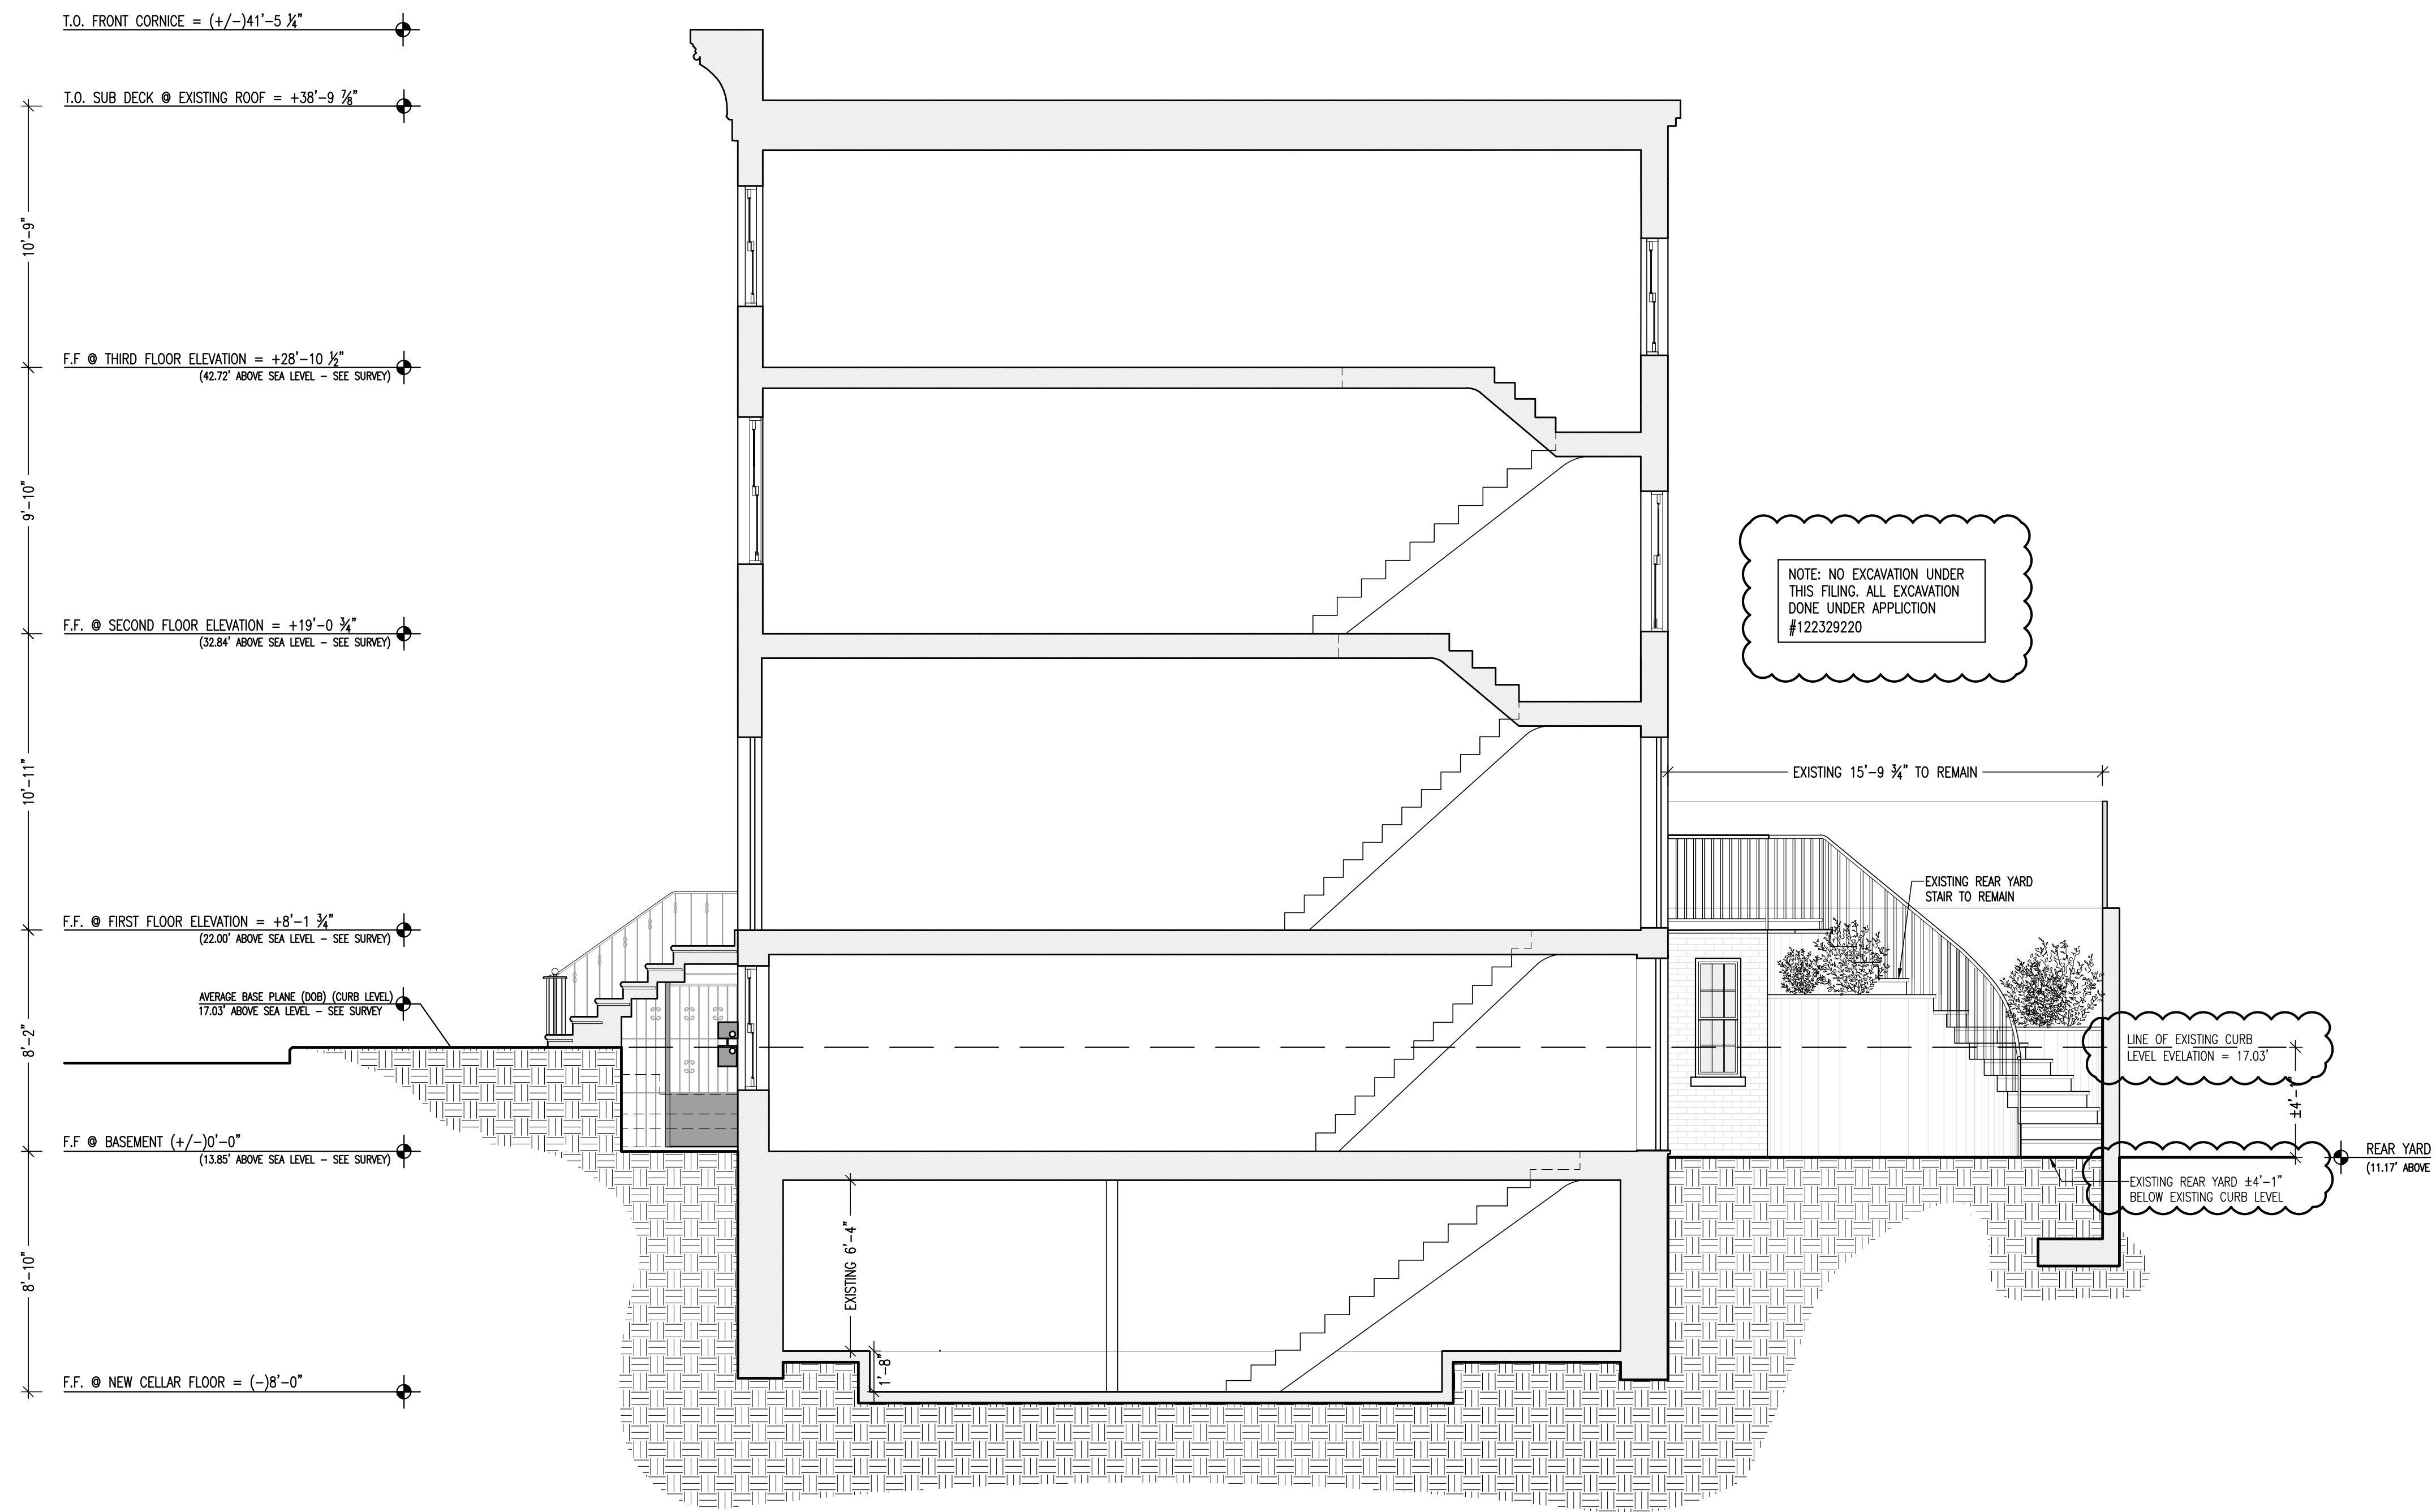 T.O. FRONT CORNICE = (+/-)41'-5 ¼"
T.O. SUB DECK @ EXISTING ROOF = +38'-9 ⅞"
10'-9"
F.F @ THIRD FLOOR ELEVATION = +28'-10 ½"
(42.72' ABOVE SEA LEVEL - SEE SURVEY)
9'-10"
NOTE: NO EXCAVATION UNDER
THIS FILING. ALL EXCAVATION
DONE UNDER APPLICTION
#122329220
F.F. @ SECOND FLOOR ELEVATION = +19'-0 ¾"
(32.84' ABOVE SEA LEVEL - SEE SURVEY)
10'-11"
EXISTING 15'-9 ¾" TO REMAIN
EXISTING REAR YARD
STAIR TO REMAIN
F.F. @ FIRST FLOOR ELEVATION = +8'-1 ¾"
(22.00' ABOVE SEA LEVEL - SEE SURVEY)
AVERAGE BASE PLANE (DOB) (CURB LEVEL)
17.03' ABOVE SEA LEVEL - SEE SURVEY
8'-2"
LINE OF EXISTING CURB
LEVEL EVELATION = 17.03'
±4'-1"
F.F @ BASEMENT (+/-)0'-0"
(13.85' ABOVE SEA LEVEL - SEE SURVEY)
REAR YARD
(11.17' ABOVE
EXISTING REAR YARD ±4'-1"
BELOW EXISTING CURB LEVEL
8'-10"
EXISTING 6'-4"
1'-8"
F.F. @ NEW CELLAR FLOOR = (-)8'-0"